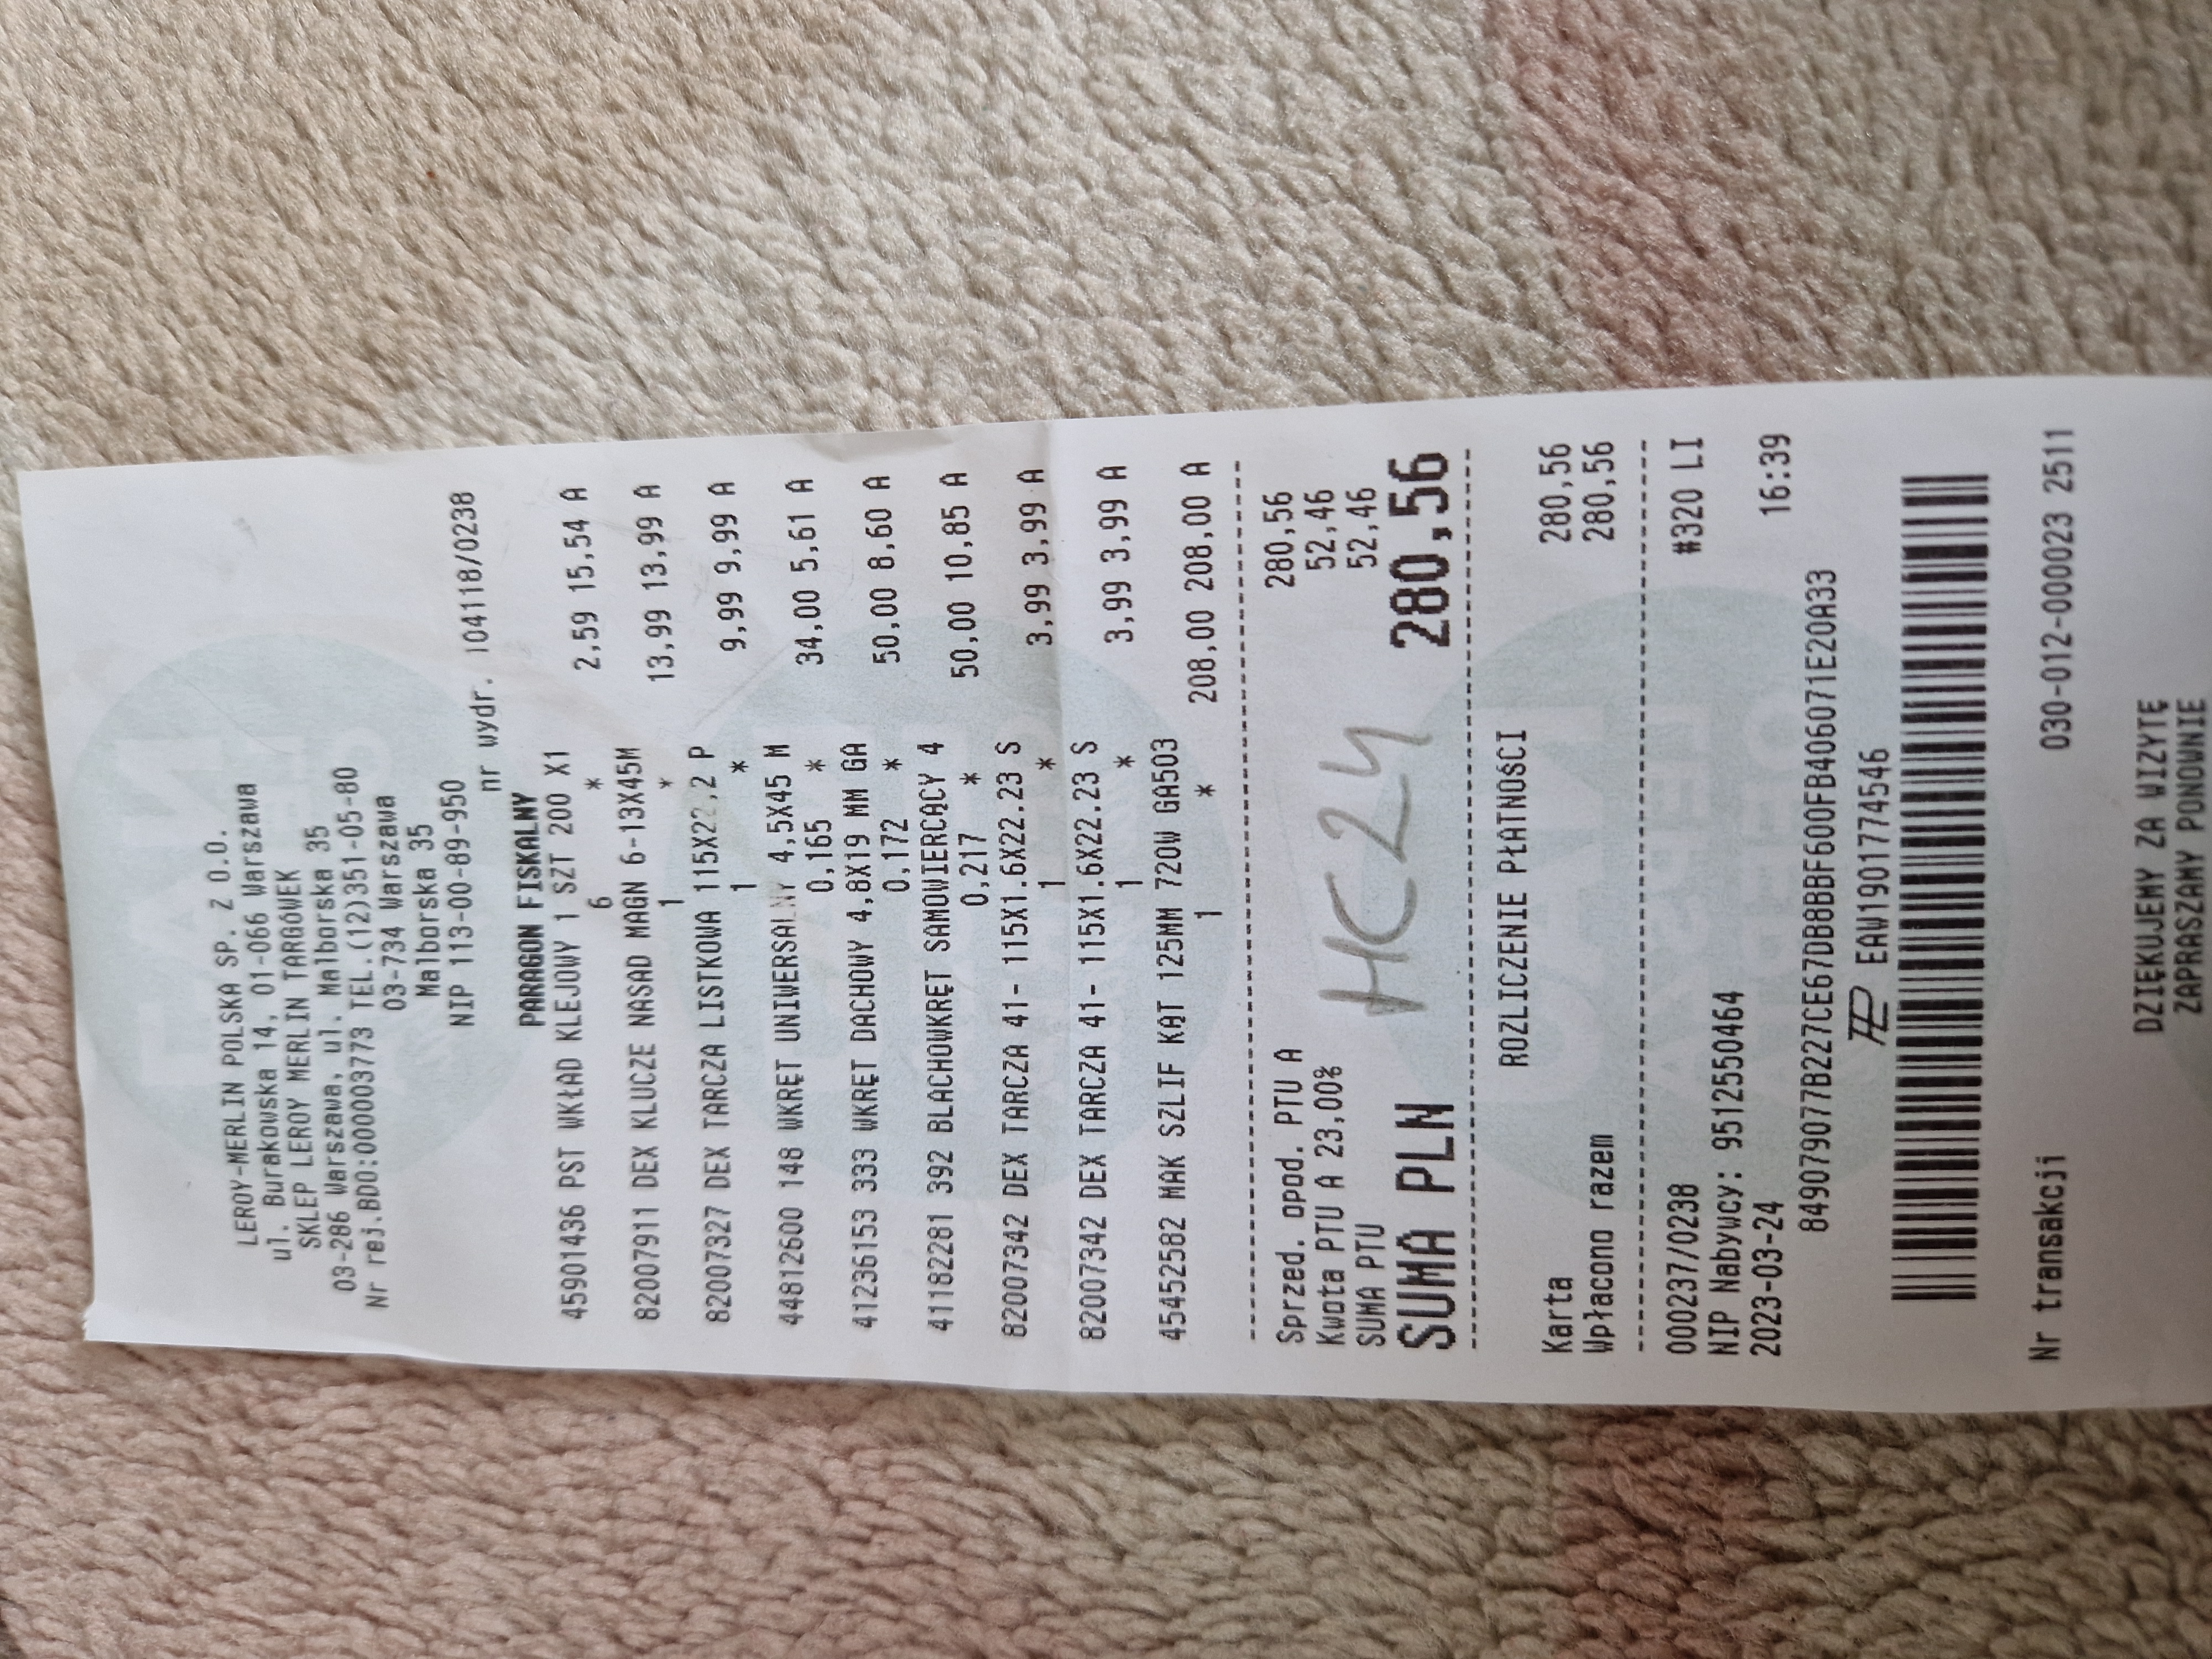 LEROY-MERLIN POLSKA SP. Z O.O.
ul. Burakowska 14, 01-066 Warszawa
SKLEP LEROY MERLIN TARGÓWEK
03-286 Warszawa, ul. Malborska 35
Nr rej.BDO:000003773 TEL.(12)351-05-80
03-734 Warszawa
Malborska 35
NIP 113-00-89-950
nr wydr. 104118/0238
PARAGON FISKALNY
45901436 PST WKŁAD KLEJOWY 1 SZT 200 X1
6 * 2,59 15,54 A
82007911 DEX KLUCZE NASAD MAGN 6-13X45M
1 * 13,99 13,99 A
82007327 DEX TARCZA LISTKOWA 115X22,2 P
1 * 9,99 9,99 A
44812600 148 WKRĘT UNIWERSALNY 4,5X45 M
0,165 * 34,00 5,61 A
41236153 333 WKRĘT DACHOWY 4,8X19 MM GA
0,172 * 50,00 8,60 A
41182281 392 BLACHOWKRĘT SAMOWIERCĄCY 4
0,217 * 50,00 10,85 A
82007342 DEX TARCZA 41- 115X1.6X22.23 S
1 * 3,99 3,99 A
82007342 DEX TARCZA 41- 115X1.6X22.23 S
1 * 3,99 3,99 A
45452582 MAK SZLIF KĄT 125MM 720W GA503
1 * 208,00 208,00 A
Sprzed. opod. PTU A 280,56
Kwota PTU A 23,00% 52,46
SUMA PTU 52,46
HC24
SUMA PLN 280,56
ROZLICZENIE PŁATNOŚCI
Karta 280,56
Wpłacono razem 280,56
000237/0238 #320 LI
NIP Nabywcy: 9512550464
2023-03-24 16:39
849079077B227CE67DB8BBF600FB406071E20A33
EAW1901774546
Nr transakcji 030-012-000023 2511
DZIĘKUJEMY ZA WIZYTĘ
ZAPRASZAMY PONOWNIE